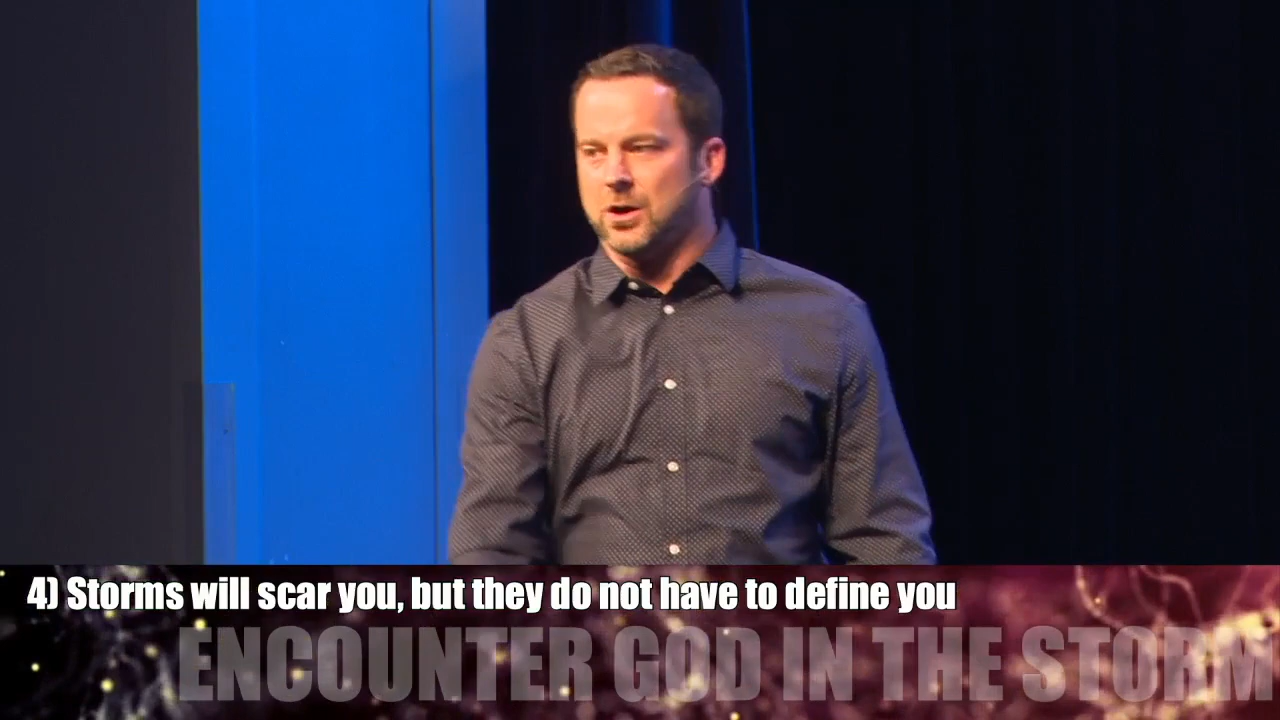 4) Storms will scar you, but they do not have to define you
ENCOUNTER GOD IN THE STORM